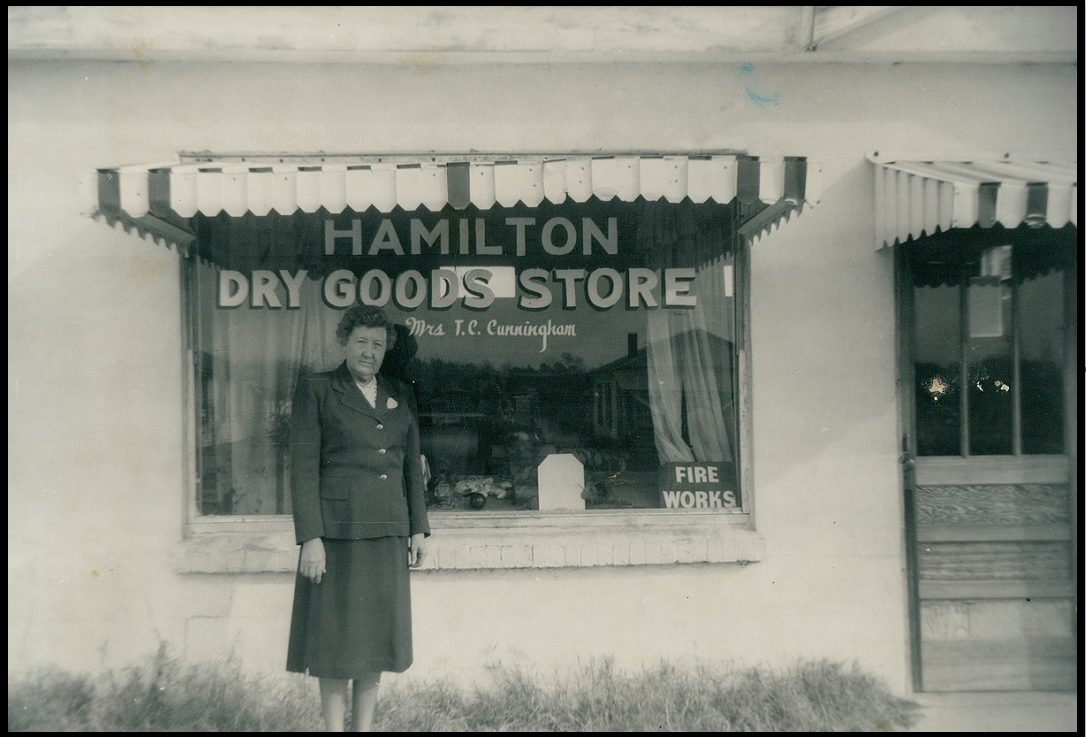 HAMILTON
DRY GOODS STORE
Mrs T.C. Cunningham
FIRE
WORKS